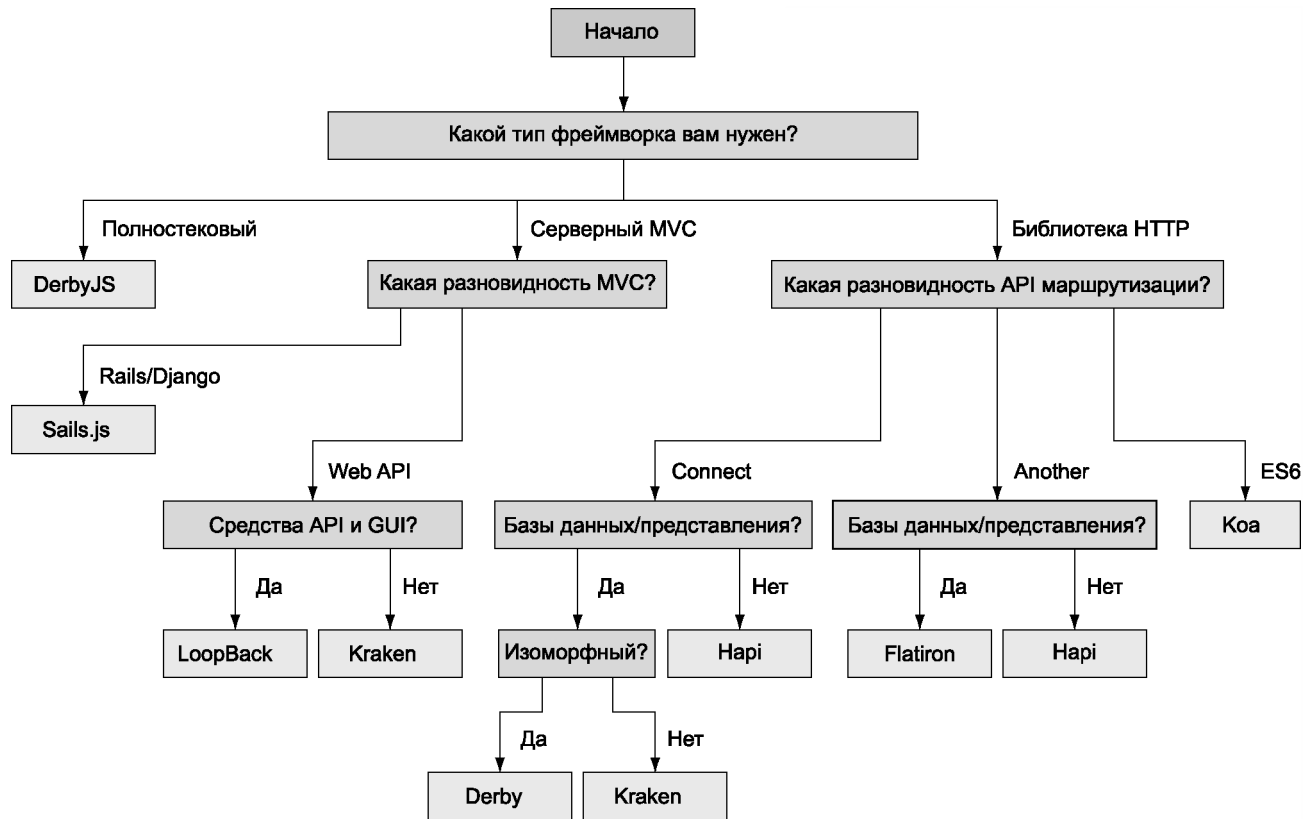 Начало
Какой тип фреймворка вам нужен?
Полностековый
Серверный MVC
Библиотека HTTP
DerbyJS
Какая разновидность MVC?
Какая разновидность API маршрутизации?
Rails/Django
Sails.js
Web API
Connect
Another
ES6
Средства API и GUI?
Базы данных/представления?
Базы данных/представления?
Koa
Да
Нет
Да
Нет
Да
Нет
LoopBack
Kraken
Изоморфный?
Hapi
Flatiron
Hapi
Да
Нет
Derby
Kraken